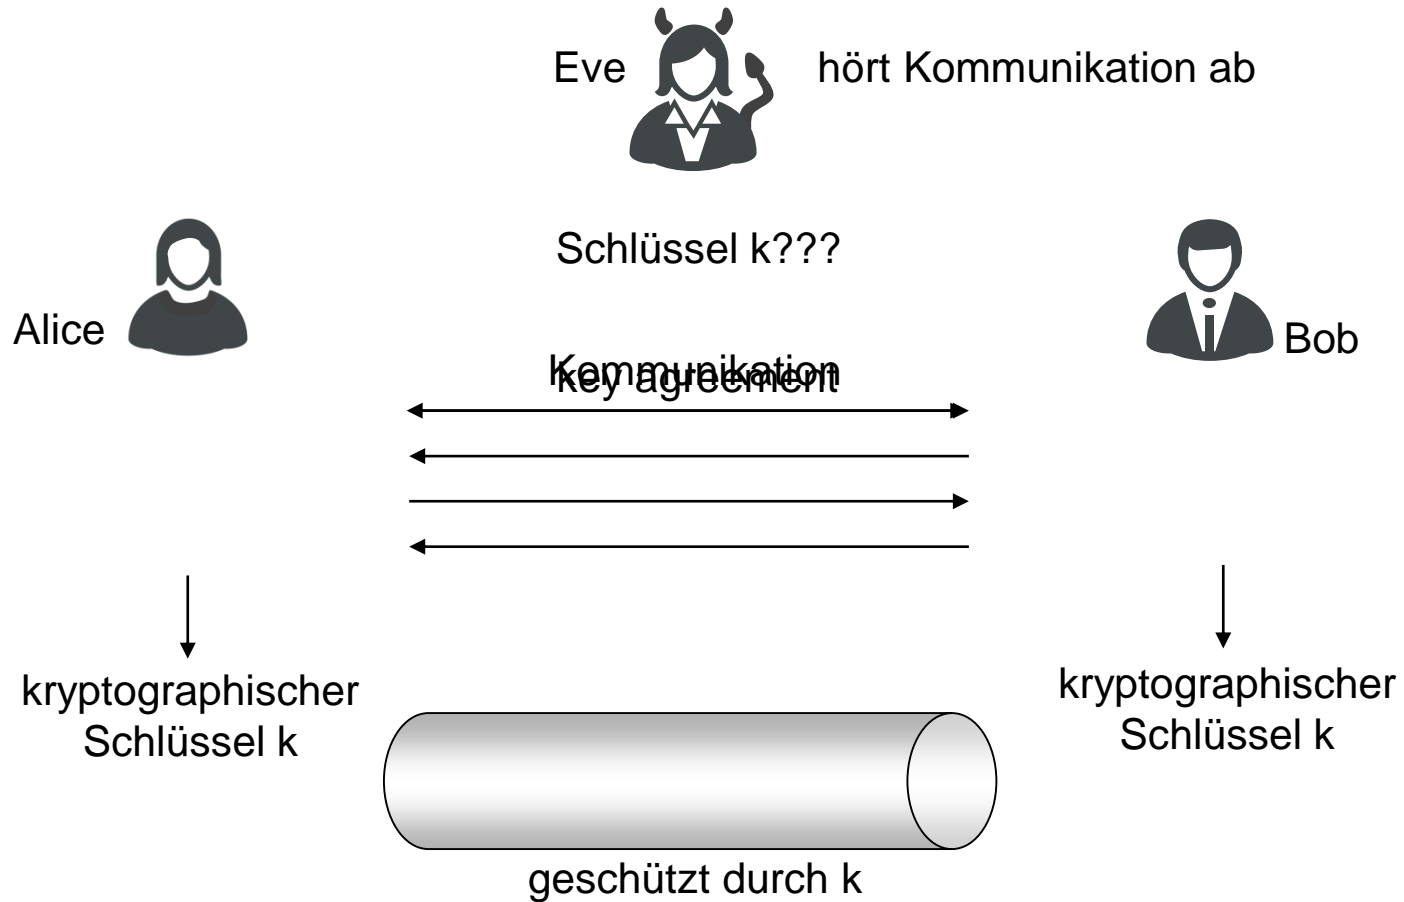 Eve
hört Kommunikation ab
Schlüssel k???
Alice
Bob
Kommunikation
key agreement
kryptographischer
Schlüssel k
kryptographischer
Schlüssel k
geschützt durch k